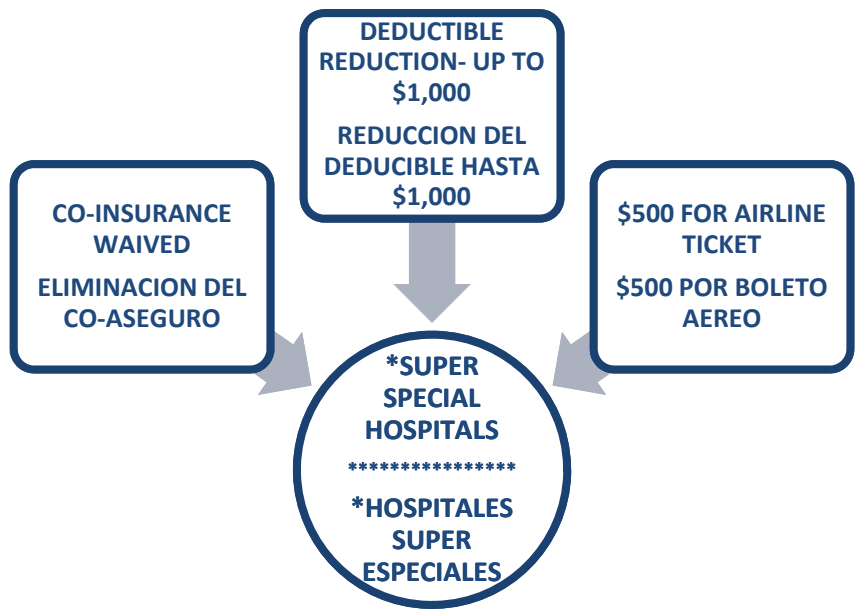 DEDUCTIBLE
REDUCTION- UP TO
$1,000
REDUCCION DEL
DEDUCIBLE HASTA
$1,000
CO-INSURANCE
WAIVED
ELIMINACION DEL
CO-ASEGURO
$500 FOR AIRLINE
TICKET
$500 POR BOLETO
AEREO
*SUPER
SPECIAL
HOSPITALS
****************
*HOSPITALES
SUPER
ESPECIALES